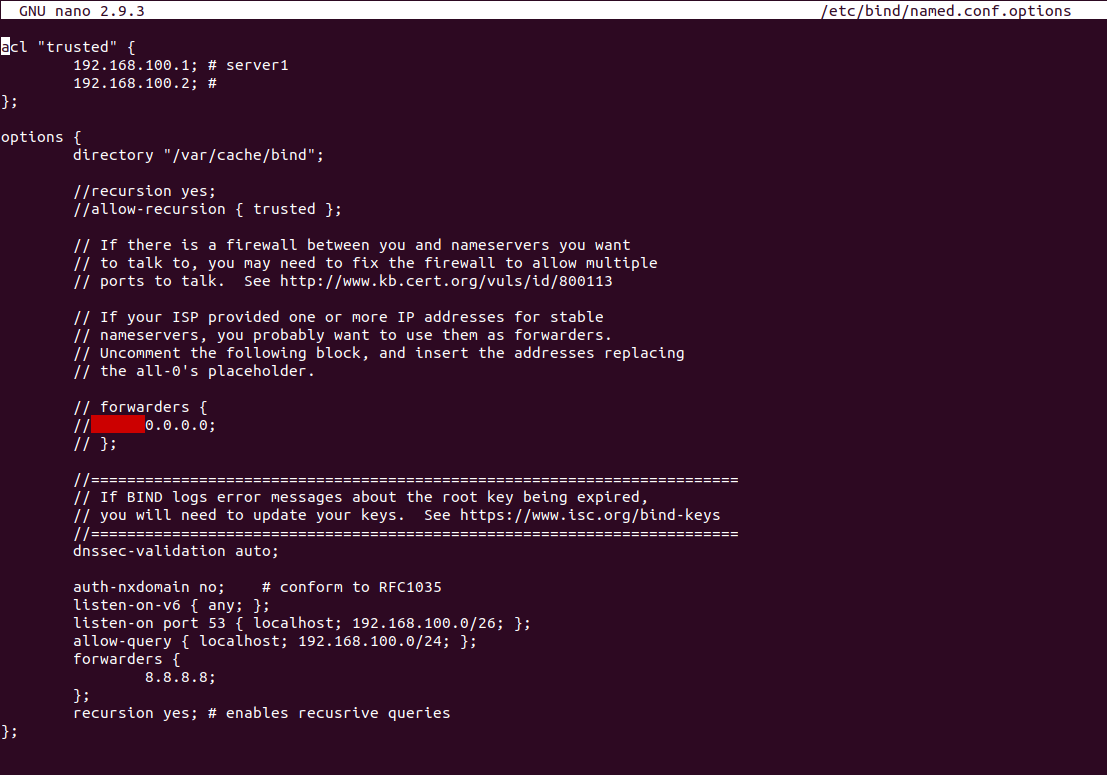 GNU nano 2.9.3 /etc/bind/named.conf.options
acl "trusted" {
192.168.100.1; # server1
192.168.100.2; #
};
options {
directory "/var/cache/bind";
//recursion yes;
//allow-recursion { trusted };
// If there is a firewall between you and nameservers you want
// to talk to, you may need to fix the firewall to allow multiple
// ports to talk.  See http://www.kb.cert.org/vuls/id/800113
// If your ISP provided one or more IP addresses for stable
// nameservers, you probably want to use them as forwarders.
// Uncomment the following block, and insert the addresses replacing
// the all-0's placeholder.
// forwarders {
//      0.0.0.0;
// };
//========================================================================
// If BIND logs error messages about the root key being expired,
// you will need to update your keys.  See https://www.isc.org/bind-keys
//========================================================================
dnssec-validation auto;
auth-nxdomain no;    # conform to RFC1035
listen-on-v6 { any; };
listen-on port 53 { localhost; 192.168.100.0/26; };
allow-query { localhost; 192.168.100.0/24; };
forwarders {
8.8.8.8;
};
recursion yes; # enables recusrive queries
};